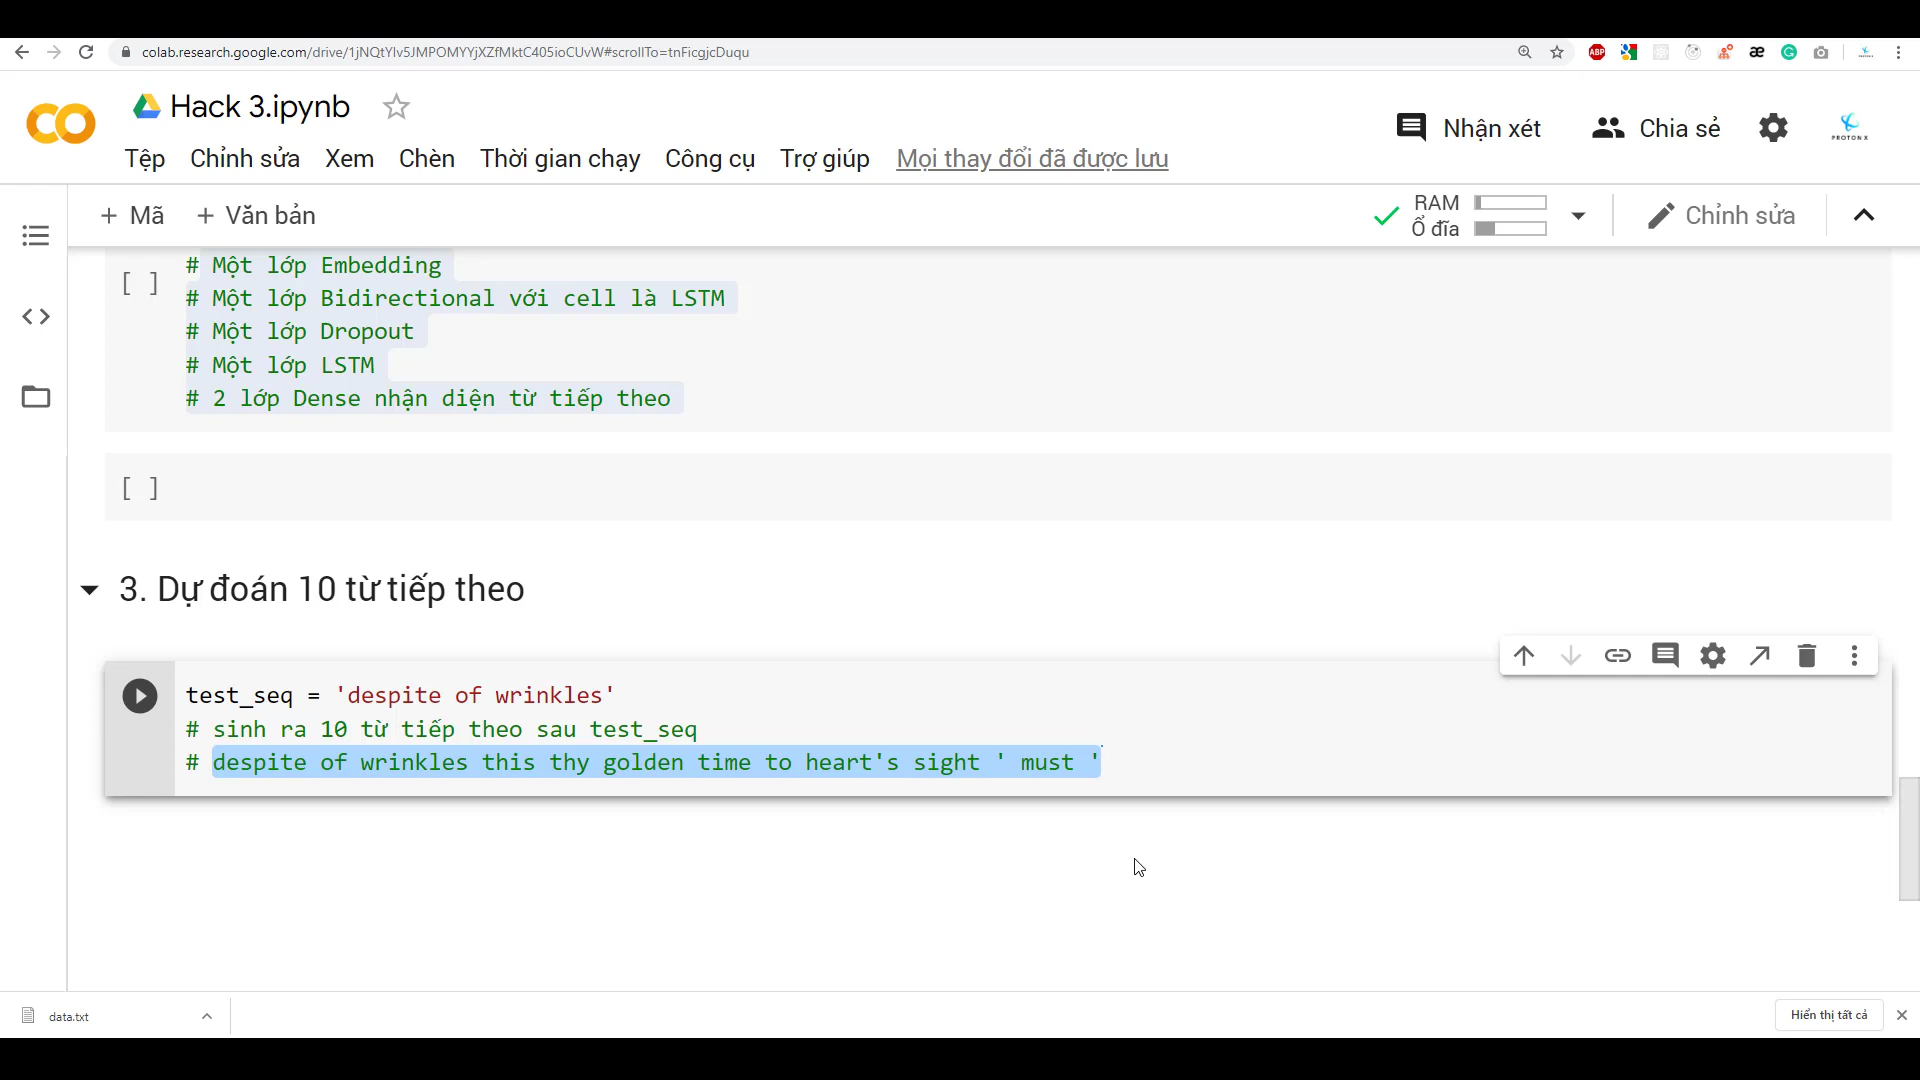 colab.research.google.com/drive/1jNQtYlv5JMPOMYYjXZfMktC405ioCUvW#scrollTo=tnFicgjcDuqu
ABP
æ
Hack 3.ipynb
Nhận xét
Chia sẻ
PROTON X
Tệp Chỉnh sửa Xem Chèn Thời gian chạy Công cụ Trợ giúp Mọi thay đổi đã được lưu
+ Mã + Văn bản
RAM
Ổ đĩa
Chỉnh sửa
[ ]
# Một lớp Embedding
# Một lớp Bidirectional với cell là LSTM
# Một lớp Dropout
# Một lớp LSTM
# 2 lớp Dense nhận diện từ tiếp theo
[ ]
3. Dự đoán 10 từ tiếp theo
test_seq = 'despite of wrinkles'
# sinh ra 10 từ tiếp theo sau test_seq
# despite of wrinkles this thy golden time to heart's sight ' must '
data.txt
Hiển thị tất cả